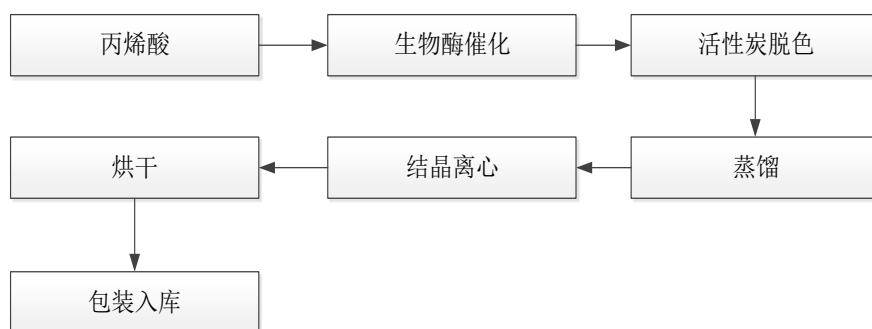 丙烯酸
生物酶催化
活性炭脱色
蒸馏
结晶离心
烘干
包装入库